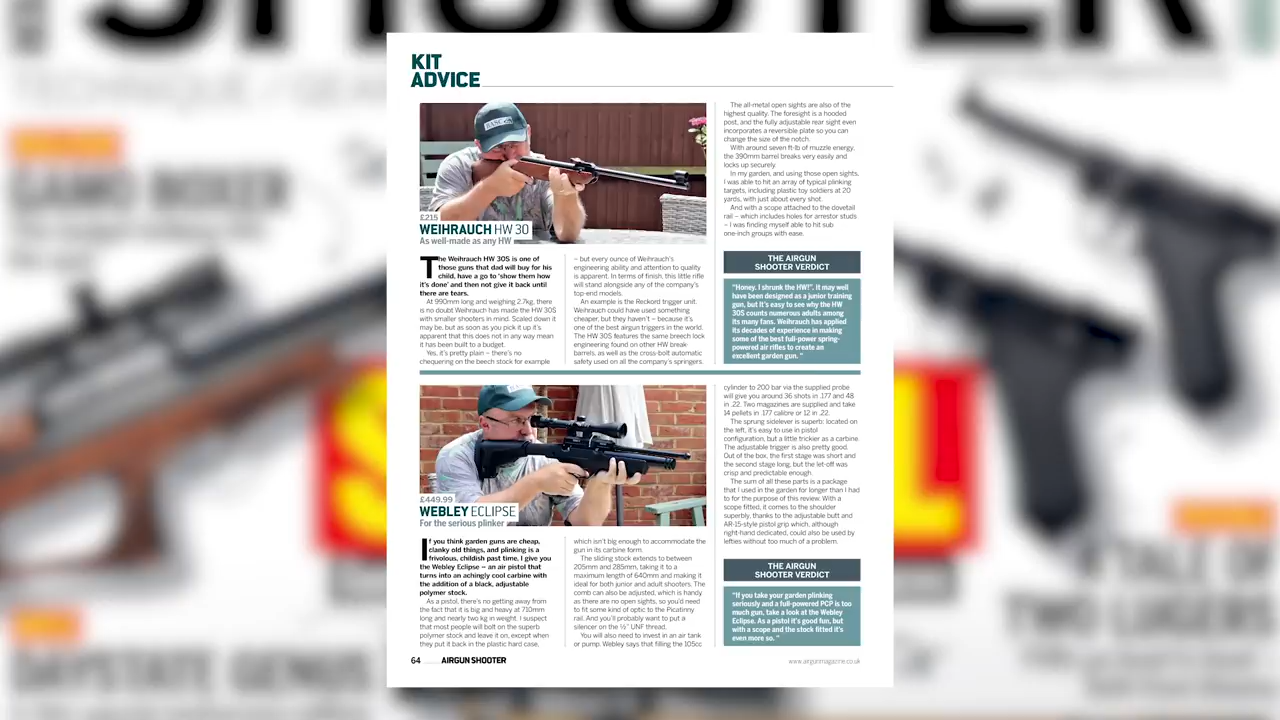 KIT
ADVICE
£215
WEIHRAUCH HW 30
As well-made as any HW
The Weihrauch HW 30S is one of
those guns that dad will buy for his
child, have a go to 'show them how
it's done' and then not give it back until
there are tears.
At 990mm long and weighing 2.7kg, there
is no doubt Weihrauch has made the HW 30S
with smaller shooters in mind. Scaled down it
may be, but as soon as you pick it up it's
apparent that this does not in any way mean
it has been built to a budget.
Yes, it's pretty plain – there's no
chequering on the beech stock for example
– but every ounce of Weihrauch's
engineering ability and attention to quality
is apparent. In terms of finish, this little rifle
will stand alongside any of the company's
top-end models.
An example is the Reckord trigger unit.
Weihrauch could have used something
cheaper, but they haven't – because it's
one of the best airgun triggers in the world.
The HW 30S features the same breech lock
engineering found on other HW break-
barrels, as well as the cross-bolt automatic
safety used on all the company's springers.
The all-metal open sights are also of the
highest quality. The foresight is a hooded
post, and the fully adjustable rear sight even
incorporates a reversible plate so you can
change the size of the notch.
With around seven ft-lb of muzzle energy,
the 390mm barrel breaks very easily and
locks up securely.
In my garden, and using those open sights,
I was able to hit an array of typical plinking
targets, including plastic toy soldiers at 20
yards, with just about every shot.
And with a scope attached to the dovetail
rail – which includes holes for arrestor studs
– I was finding myself able to hit sub
one-inch groups with ease.
THE AIRGUN
SHOOTER VERDICT
"Honey, I shrunk the HW!". It may well
have been designed as a junior training
gun, but it's easy to see why the HW
30S counts numerous adults among
its many fans. Weihrauch has applied
its decades of experience in making
some of the best full-power spring-
powered air rifles to create an
excellent garden gun. "
£449.99
WEBLEY ECLIPSE
For the serious plinker
If you think garden guns are cheap,
clanky old things, and plinking is a
frivolous, childish past time, I give you
the Webley Eclipse – an air pistol that
turns into an achingly cool carbine with
the addition of a black, adjustable
polymer stock.
As a pistol, there's no getting away from
the fact that it is big and heavy at 710mm
long and nearly two kg in weight. I suspect
that most people will bolt on the superb
polymer stock and leave it on, except when
they put it back in the plastic hard case,
which isn't big enough to accommodate the
gun in its carbine form.
The sliding stock extends to between
205mm and 285mm, taking it to a
maximum length of 640mm and making it
ideal for both junior and adult shooters. The
comb can also be adjusted, which is handy
as there are no open sights, so you'd need
to fit some kind of optic to the Picatinny
rail. And you'll probably want to put a
silencer on the ½" UNF thread.
You will also need to invest in an air tank
or pump. Webley says that filling the 105cc
cylinder to 200 bar via the supplied probe
will give you around 36 shots in .177 and 48
in .22. Two magazines are supplied and take
14 pellets in .177 calibre or 12 in .22.
The sprung sidelever is superb: located on
the left, it's easy to use in pistol
configuration, but a little trickier as a carbine.
The adjustable trigger is also pretty good.
Out of the box, the first stage was short and
the second stage long, but the let-off was
crisp and predictable enough.
The sum of all these parts is a package
that I used in the garden for longer than I had
to for the purpose of this review. With a
scope fitted, it comes to the shoulder
superbly, thanks to the adjustable butt and
AR-15-style pistol grip which, although
right-hand dedicated, could also be used by
lefties without too much of a problem.
THE AIRGUN
SHOOTER VERDICT
"If you take your garden plinking
seriously and a full-powered PCP is too
much gun, take a look at the Webley
Eclipse. As a pistol it's good fun, but
with a scope and the stock fitted it's
even more so. "
64 AIRGUN SHOOTER
www.airgunmagazine.co.uk